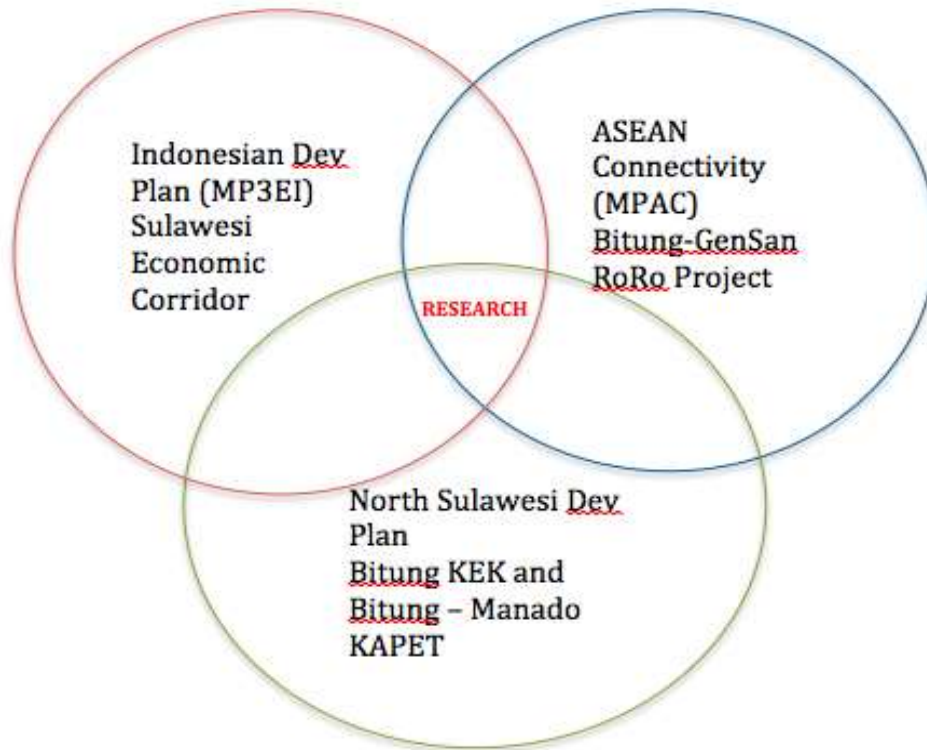 Indonesian Dev
Plan (MP3EI)
Sulawesi
Economic
Corridor
ASEAN
Connectivity
(MPAC)
Bitung-GenSan
RoRo Project
RESEARCH
North Sulawesi Dev
Plan
Bitung KEK and
Bitung – Manado
KAPET